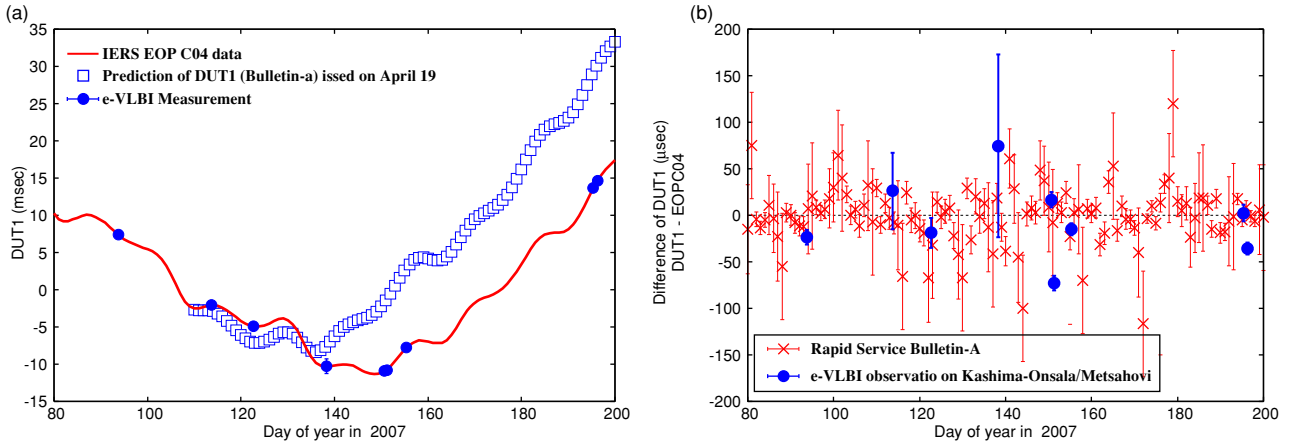 (a)
35
30
25
20
15
10
5
0
-5
-10
-15
DUT1 (msec)
IERS EOP C04 data
Prediction of DUT1 (Bulletin-a) issed on April 19
e-VLBI Measurement
80 100 120 140 160 180 200
Day of year in 2007
(b)
200
150
100
50
0
-50
-100
-150
-200
Difference of DUT1 (μsec)
DUT1 - EOPC04
Rapid Service Bulletin-A
e-VLBI observatio on Kashima-Onsala/Metsahovi
80 100 120 140 160 180 200
Day of year in 2007